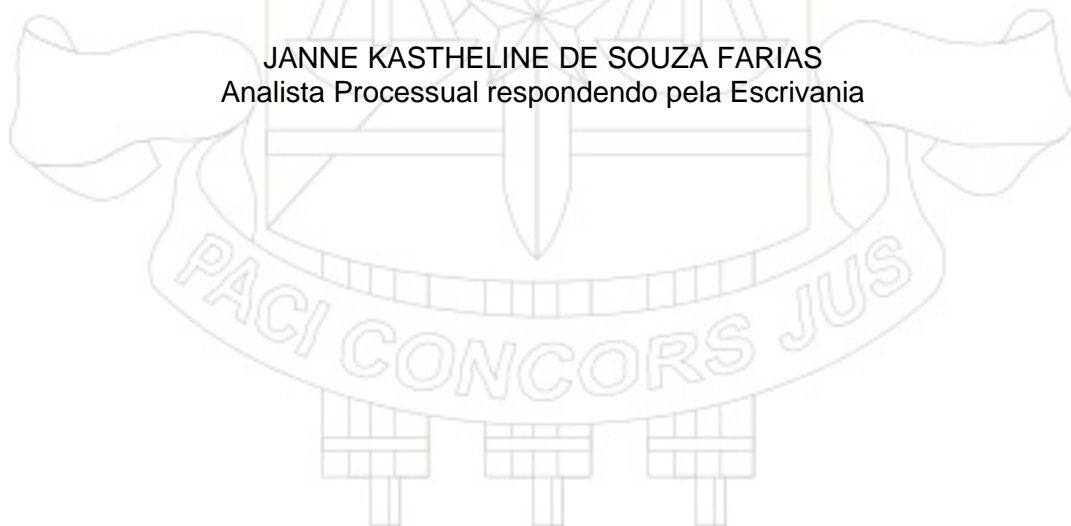 JANNE KASTHELINE DE SOUZA FARIAS
Analista Processual respondendo pela Escrivania
PACI CONCORS JUS